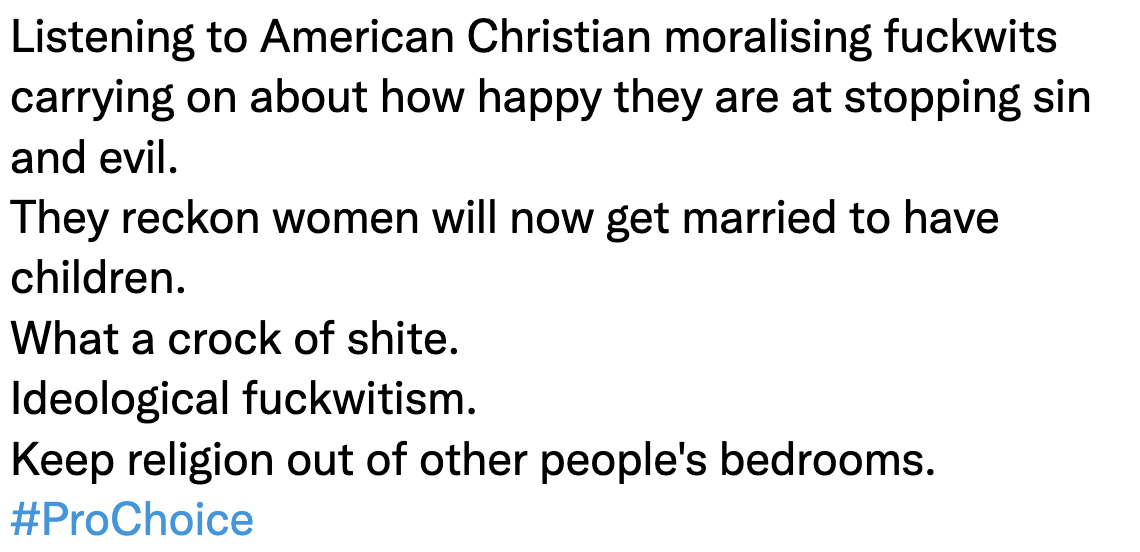 Listening to American Christian moralising fuckwits
carrying on about how happy they are at stopping sin
and evil.
They reckon women will now get married to have
children.
What a crock of shite.
Ideological fuckwitism.
Keep religion out of other people's bedrooms.
#ProChoice